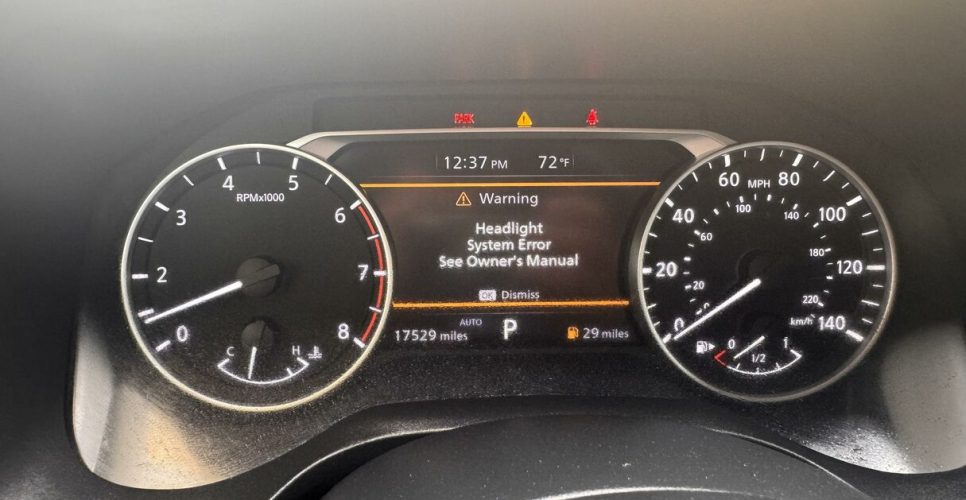 PARK
12:37 PM 72°F
Warning
Headlight
System Error
See Owner's Manual
OK Dismiss
17529 miles AUTO P 29 miles
RPMx1000
0 2 3 4 5 6 7 8
C H
MPH
0 20 40 60 80 100 120 140
0 20 60 100 140 180 220
km/h
0 1/2 1